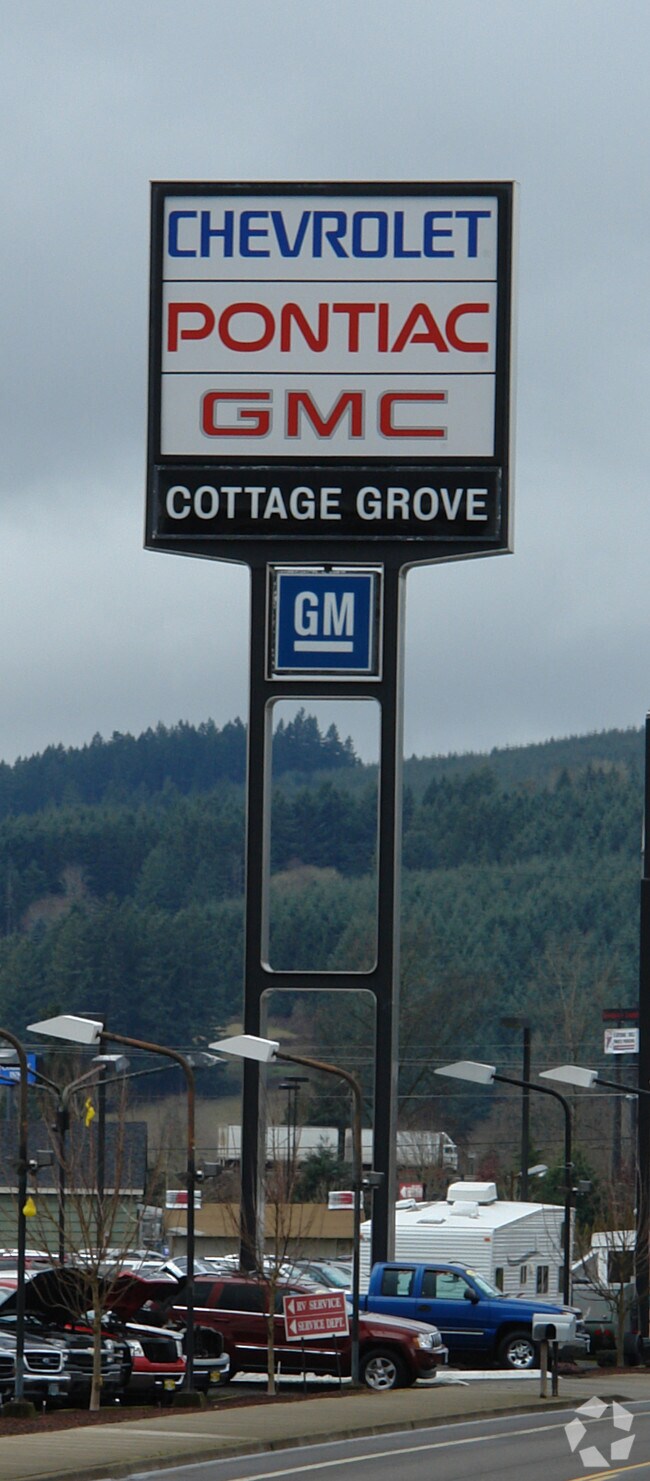 CHEVROLET
PONTIAC
GMC
COTTAGE GROVE
GM
RV SERVICE
SERVICE DEPT.